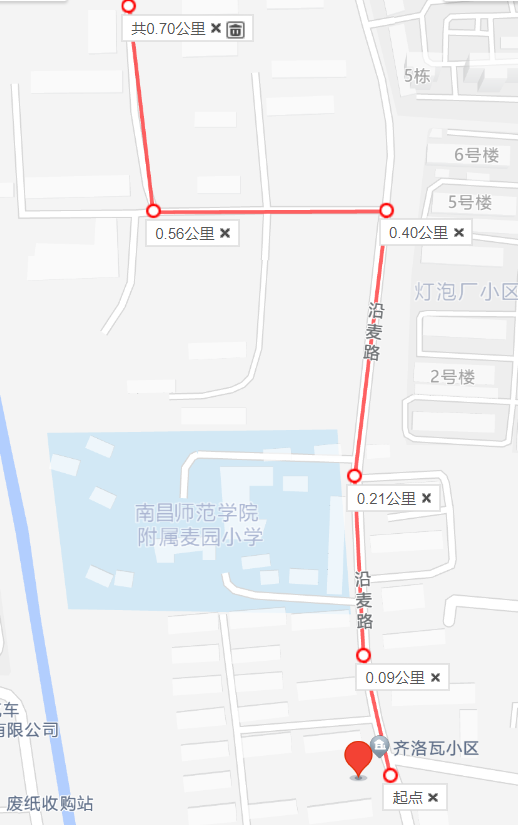 共0.70公里
5栋
6号楼
5号楼
0.56公里
0.40公里
灯泡厂小区
沿麦路
2号楼
0.21公里
南昌师范学院
附属麦园小学
沿麦路
0.09公里
汽车
有限公司
齐洛瓦小区
起点
废纸收购站